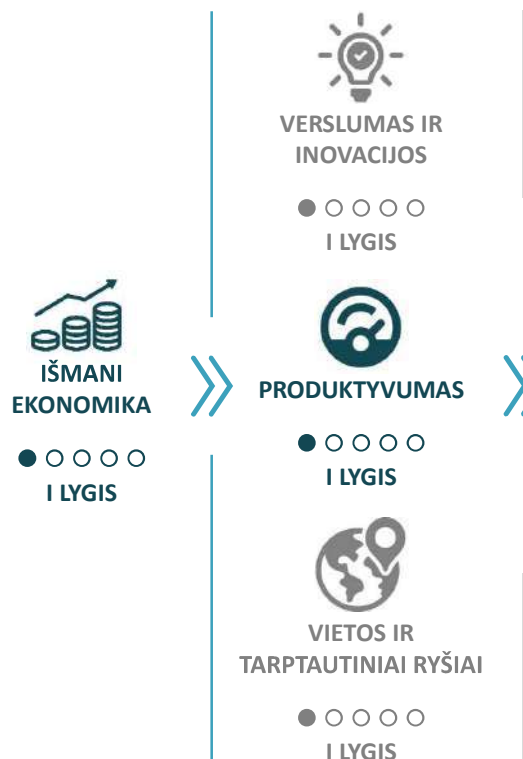 IŠMANI
EKONOMIKA
I LYGIS
VERSLUMAS IR
INOVACIJOS
I LYGIS
PRODUKTYVUMAS
I LYGIS
VIETOS IR
TARPTAUTINIAI RYŠIAI
I LYGIS